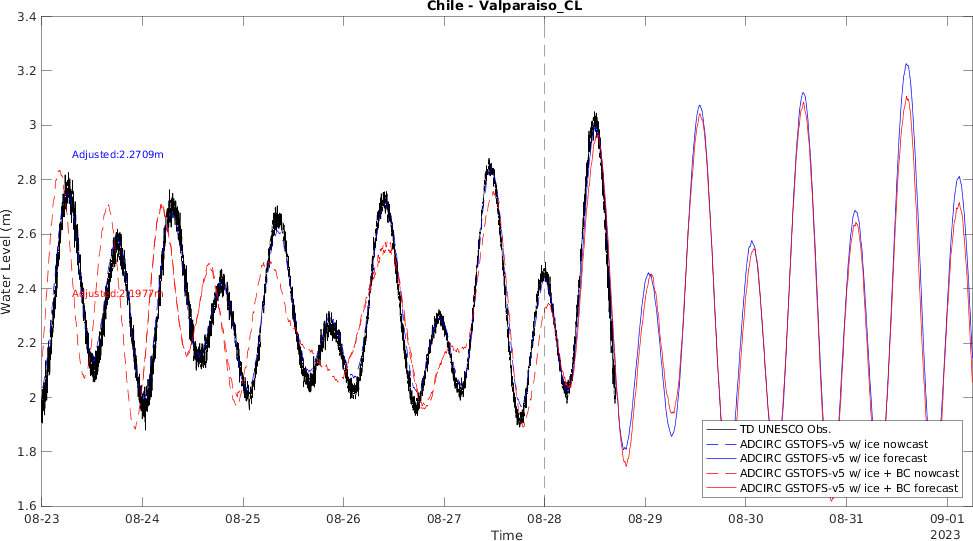 Chile - Valparaiso_CL
3.4
3.2
3
2.8
2.6
2.4
2.2
2
1.8
1.6
Water Level (m)
Adjusted:2.2709m
Adjusted:2.1977m
TD UNESCO Obs.
ADCIRC GSTOFS-v5 w/ ice nowcast
ADCIRC GSTOFS-v5 w/ ice forecast
ADCIRC GSTOFS-v5 w/ ice + BC nowcast
ADCIRC GSTOFS-v5 w/ ice + BC forecast
08-23 08-24 08-25 08-26 08-27 08-28 08-29 08-30 08-31 09-01
2023
Time